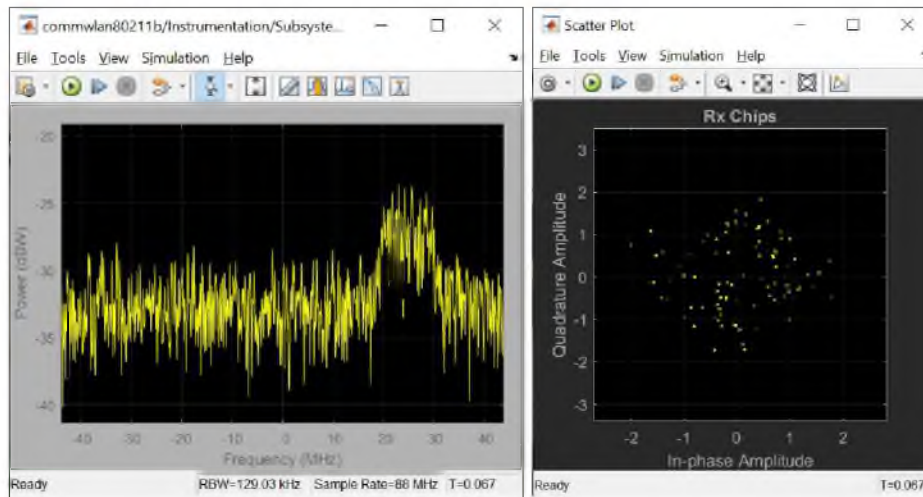 commwlan80211b/Instrumentation/Subsyste...
File Tools View Simulation Help
-20
-25
-30
-35
-40
Power (dBW)
-40 -30 -20 -10 0 10 20 30 40
Frequency (MHz)
Ready RBW=129.03 kHz Sample Rate=88 MHz T=0.067
Scatter Plot
File Tools View Simulation Help
Rx Chips
3
2
1
0
-1
-2
-3
Quadrature Amplitude
-2 -1 0 1 2
In-phase Amplitude
Ready T=0.067